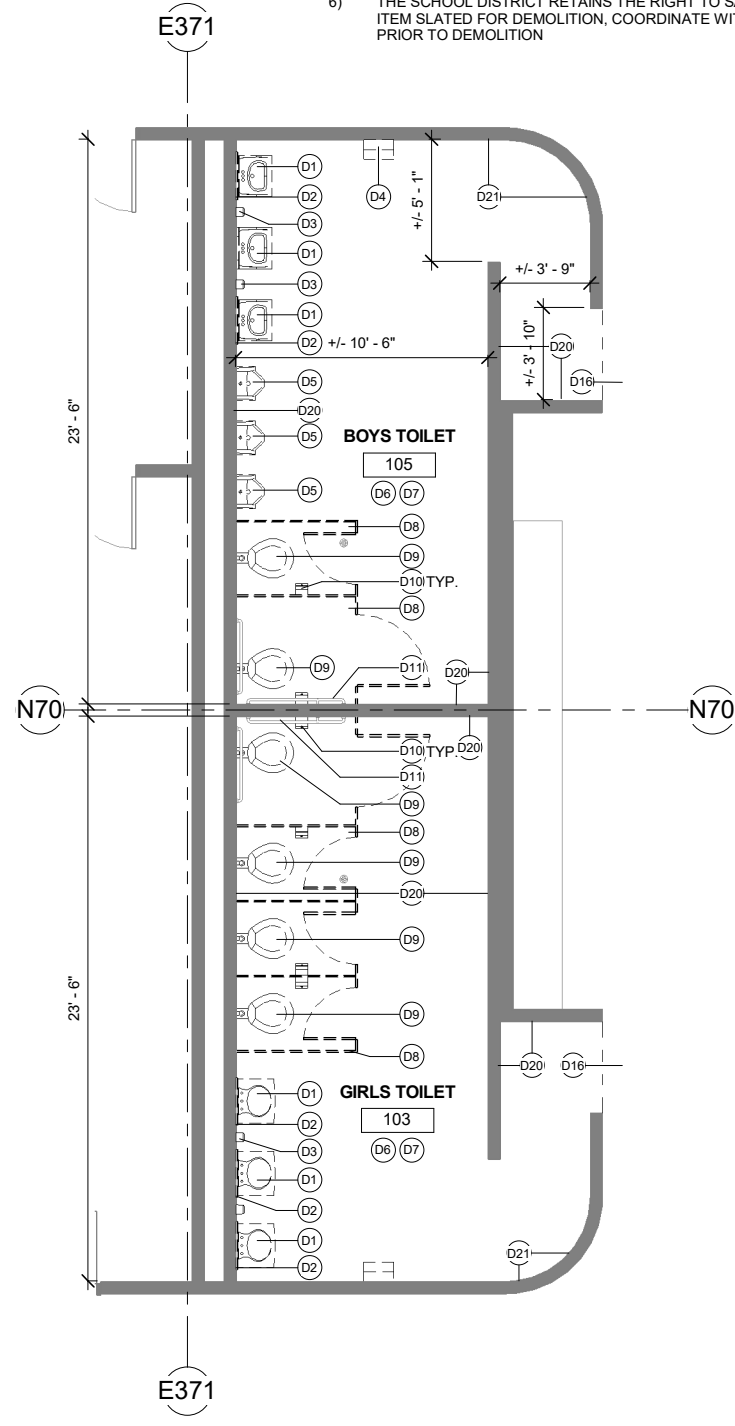 6) THE SCHOOL DISTRICT RETAINS THE RIGHT TO
ITEM SLATED FOR DEMOLITION, COORDINATE
PRIOR TO DEMOLITION
E371
D1
D2
D3
D1
D3
D1
D2
D4
+/- 5' - 1"
D21
+/- 3' - 9"
+/- 10' - 6"
+/- 3' - 10"
D20
D16
D5
D20
D5
D5
23' - 6"
BOYS TOILET
105
D6 D7
D8
D9
D10 TYP.
D8
D9
D11
D20
N70
N70
D10 TYP.
D20
D11
D9
D8
D9
D20
D9
D9
D8
23' - 6"
D20
D16
D1
D2
D3
D1
D2
D1
D2
GIRLS TOILET
103
D6 D7
D21
E371